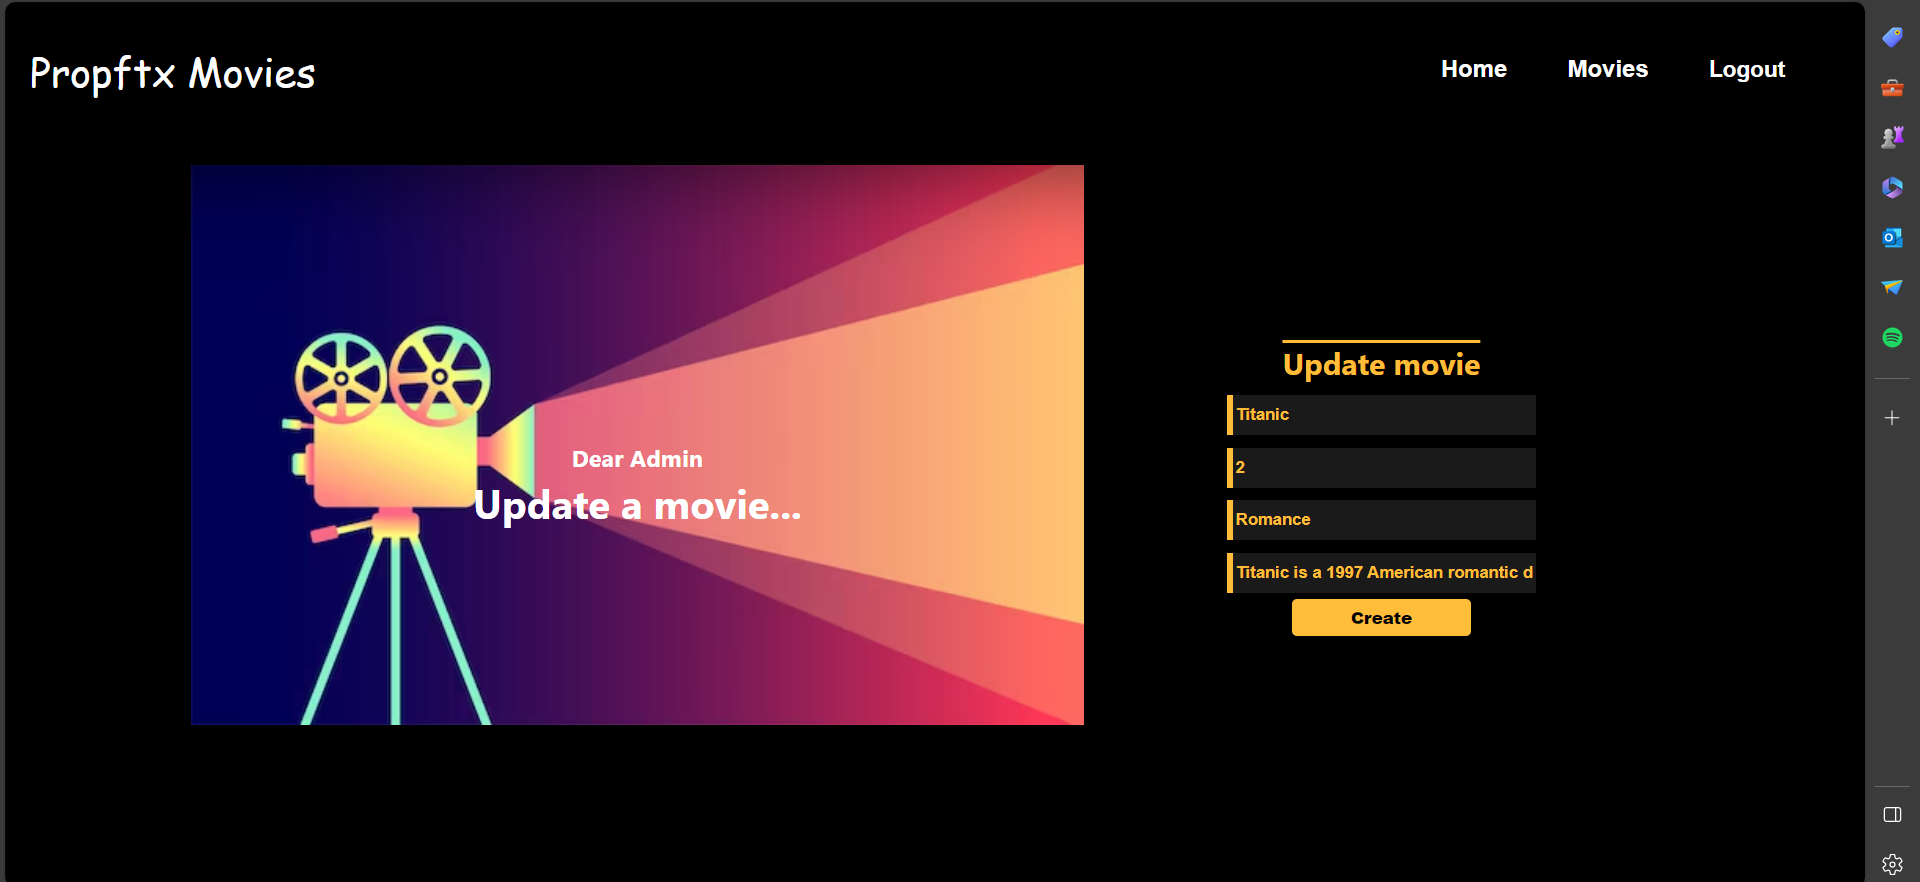 Propftx Movies
Home
Movies
Logout
Dear Admin
Update a movie...
Update movie
Titanic
2
Romance
Titanic is a 1997 American romantic d
Create